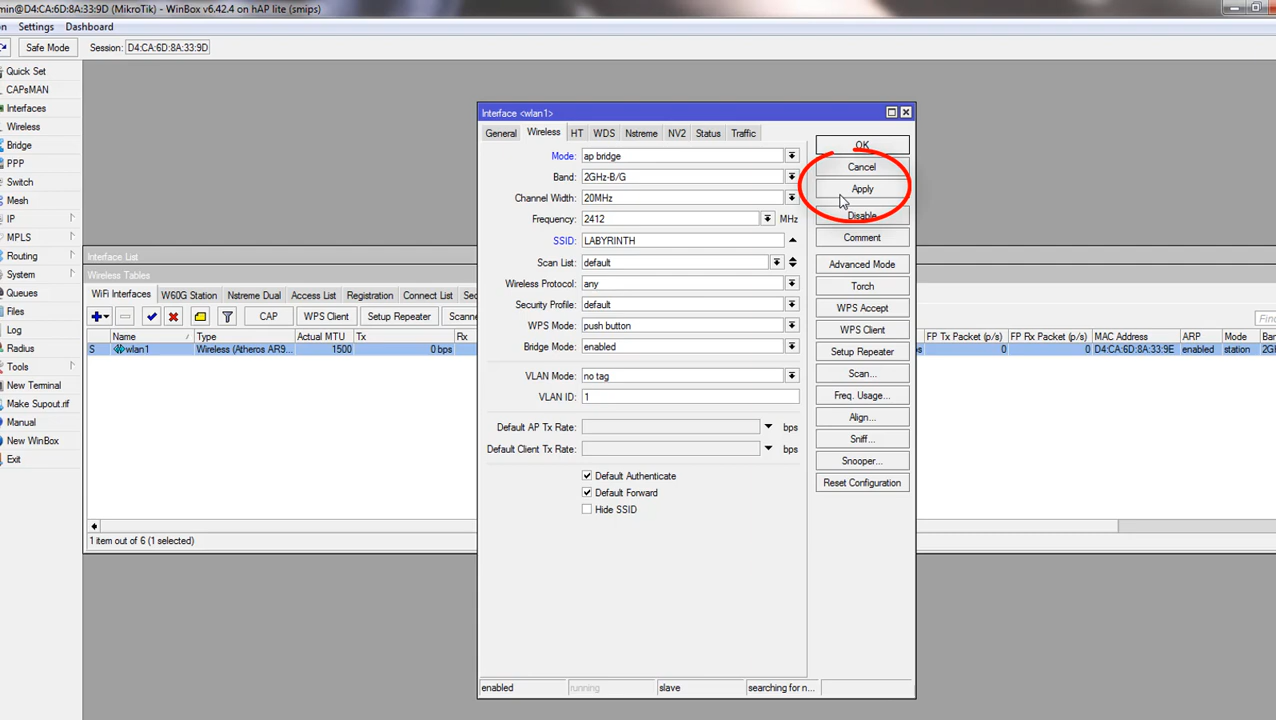 min@D4:CA:6D:8A:33:9D (MikroTik) - WinBox v6.42.4 on hAP lite (smips)
Settings Dashboard
Safe Mode Session: D4:CA:6D:8A:33:9D
Quick Set
CAPsMAN
Interfaces
Wireless
Bridge
PPP
Switch
Mesh
IP
MPLS
Routing
System
Queues
Files
Log
Radius
Tools
New Terminal
Make Supout.rif
Manual
New WinBox
Exit
Interface List
Wireless Tables
WiFi Interfaces W60G Station Nstreme Dual Access List Registration Connect List
CAP WPS Client Setup Repeater
Name / Type Actual MTU Tx Rx
S wlan1 Wireless (Atheros AR9... 1500 0 bps
1 item out of 6 (1 selected)
Interface <wlan1>
General Wireless HT WDS Nstreme NV2 Status Traffic
Mode: ap bridge
Band: 2GHz-B/G
Channel Width: 20MHz
Frequency: 2412 MHz
SSID: LABYRINTH
Scan List: default
Wireless Protocol: any
Security Profile: default
WPS Mode: push button
Bridge Mode: enabled
VLAN Mode: no tag
VLAN ID: 1
Default AP Tx Rate: bps
Default Client Tx Rate: bps
Default Authenticate
Default Forward
Hide SSID
enabled running slave searching for n...
OK
Cancel
Apply
Disable
Comment
Advanced Mode
Torch
WPS Accept
WPS Client
Setup Repeater
Scan...
Freq. Usage...
Align...
Sniff...
Snooper...
Reset Configuration
Find
FP Tx Packet (p/s) FP Rx Packet (p/s) MAC Address ARP Mode
0 0 D4:CA:6D:8A:33:9E enabled station